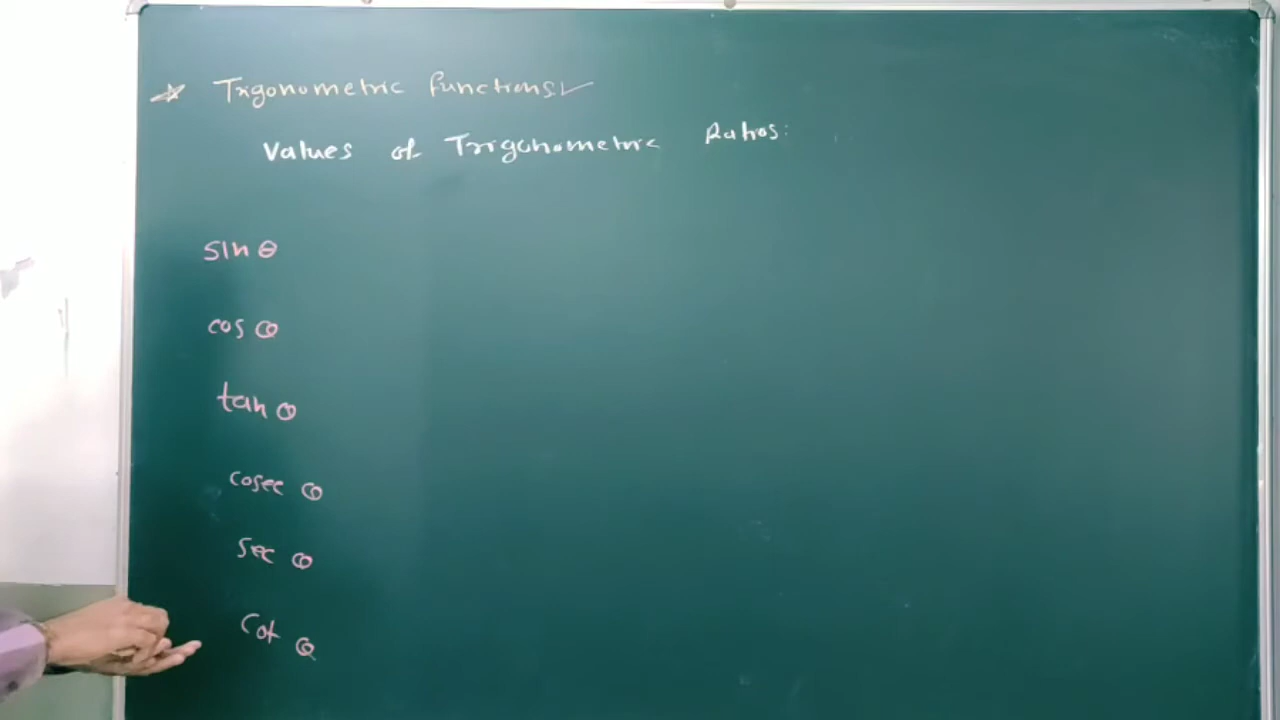 Trigonometric functions
Values of Trigonometric Ratios:
sin θ
cos θ
tan θ
cosec θ
sec θ
Cot θ